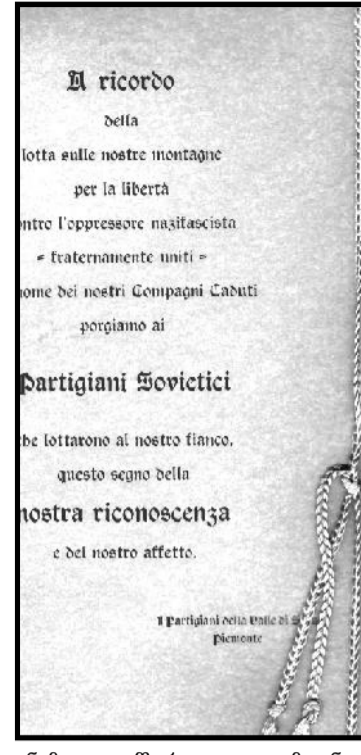 A ricordo
della
lotta sulle nostre montagne
per la libertà
l'oppressore nazifascista
= fraternamente uniti =
dei nostri Compagni Caduti
porgiamo ai
Partigiani Sovietici
lottarono al nostro fianco,
questo segno della
nostra riconoscenza
e del nostro affetto.
I Partigiani della Valle di
Piemonte